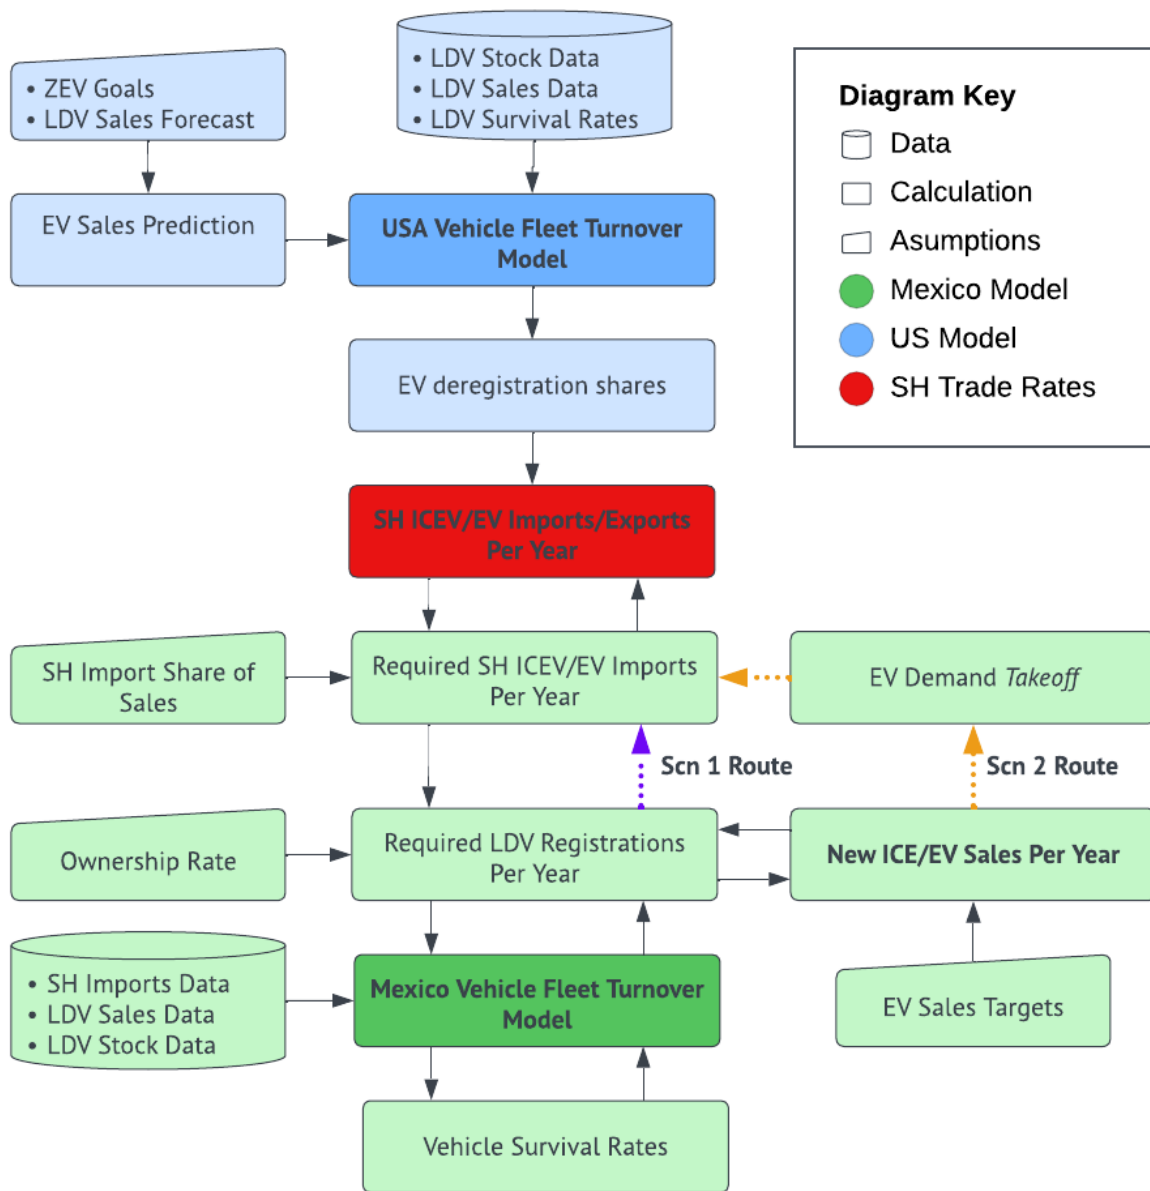 • ZEV Goals
• LDV Sales Forecast
• LDV Stock Data
• LDV Sales Data
• LDV Survival Rates
Diagram Key
Data
Calculation
Asumptions
Mexico Model
US Model
SH Trade Rates
EV Sales Prediction
USA Vehicle Fleet Turnover
Model
EV deregistration shares
SH ICEV/EV Imports/Exports
Per Year
SH Import Share of
Sales
Required SH ICEV/EV Imports
Per Year
EV Demand Takeoff
Scn 1 Route
Scn 2 Route
Ownership Rate
Required LDV Registrations
Per Year
New ICE/EV Sales Per Year
• SH Imports Data
• LDV Sales Data
• LDV Stock Data
Mexico Vehicle Fleet Turnover
Model
EV Sales Targets
Vehicle Survival Rates